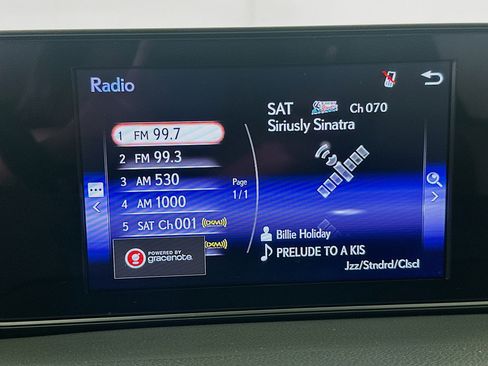 Radio
1 FM 99.7
2 FM 99.3
3 AM 530
4 AM 1000
5 SAT Ch 001 ((XM))
((XM))
Page
1/1
POWERED BY
gracenote.
SAT Ch 070
Siriusly Sinatra
Billie Holiday
PRELUDE TO A KIS
Jzz/Stndrd/Clscl